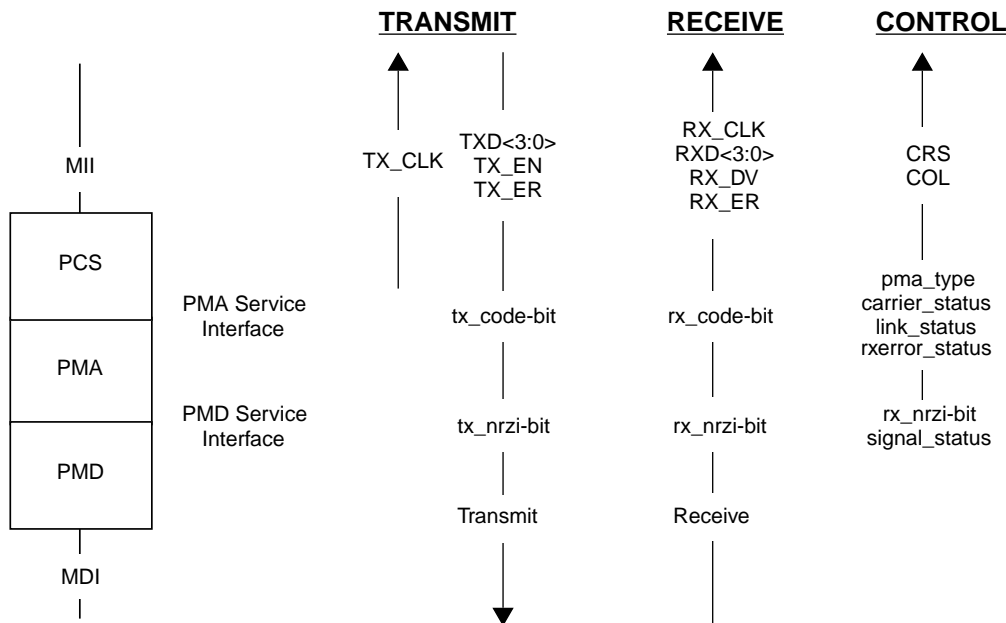 TRANSMIT
RECEIVE
CONTROL
MII
TX_CLK
TXD<3:0>
TX_EN
TX_ER
RX_CLK
RXD<3:0>
RX_DV
RX_ER
CRS
COL
PCS
PMA Service
Interface
tx_code-bit
rx_code-bit
pma_type
carrier_status
link_status
rxerror_status
PMA
PMD Service
Interface
tx_nrzi-bit
rx_nrzi-bit
rx_nrzi-bit
signal_status
PMD
Transmit
Receive
MDI